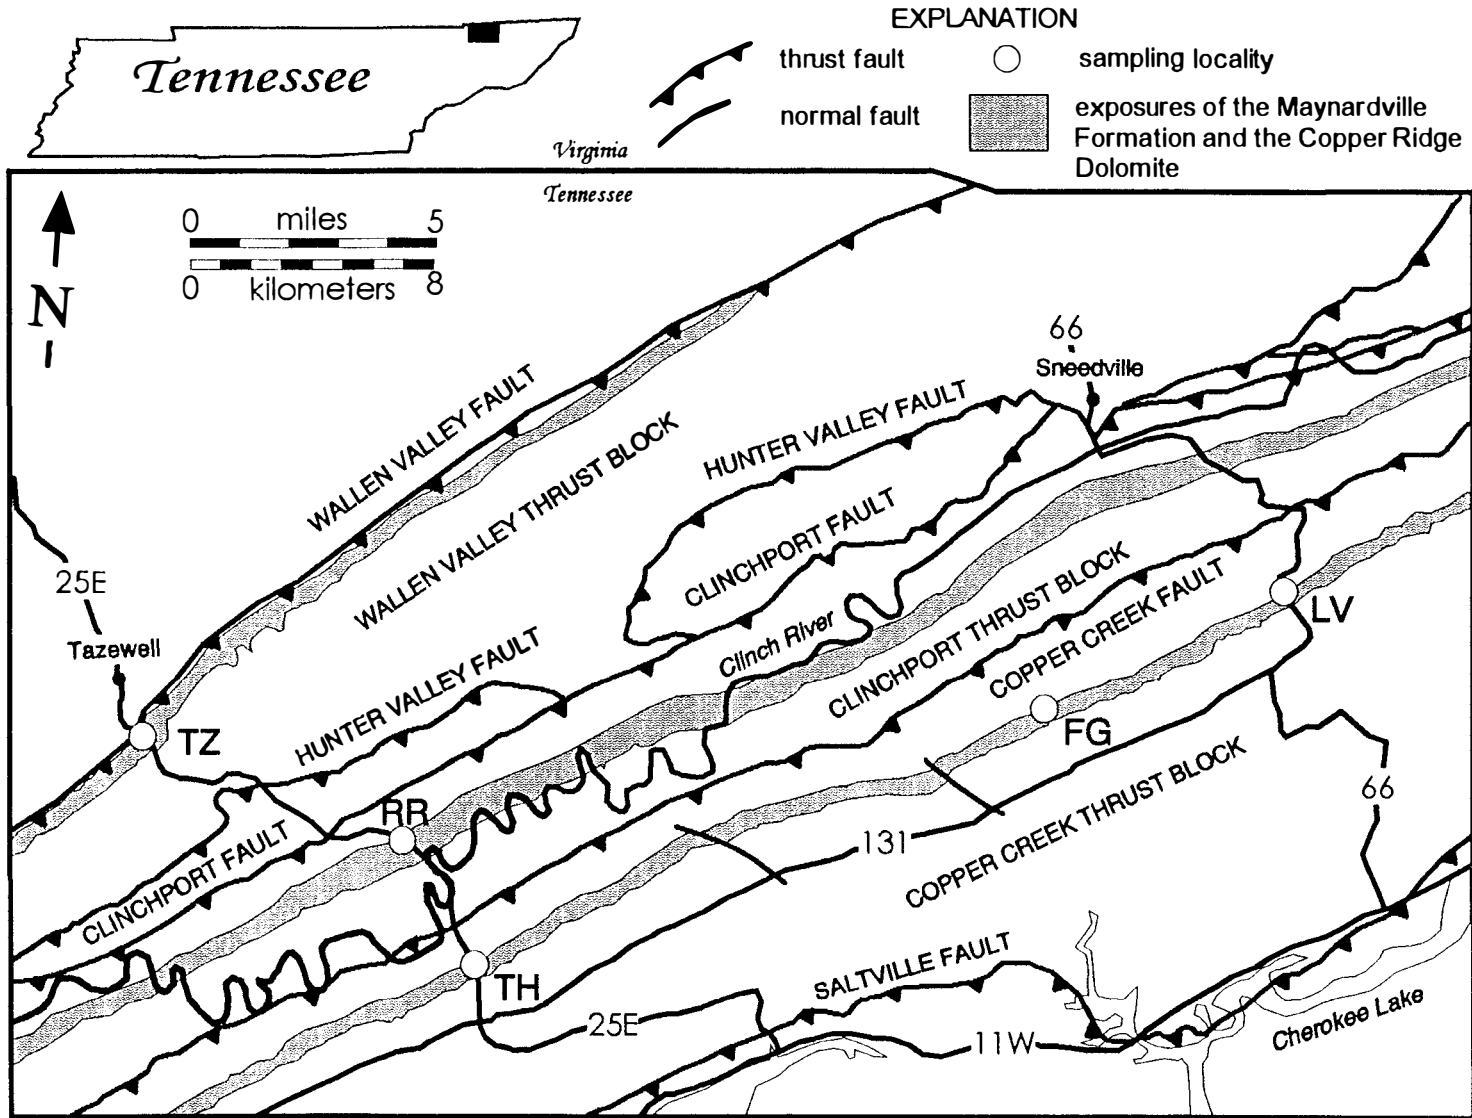 EXPLANATION
Tennessee
thrust fault
sampling locality
normal fault
exposures of the Maynardville
Formation and the Copper Ridge
Dolomite
Virginia
Tennessee
0 miles 5
0 kilometers 8
N
66
Sneedville
WALLEN VALLEY FAULT
HUNTER VALLEY FAULT
WALLEN VALLEY THRUST BLOCK
CLINCHPORT FAULT
25E
Tazewell
Clinch River
CLINCHPORT THRUST BLOCK
COPPER CREEK FAULT
LV
HUNTER VALLEY FAULT
TZ
FG
RR
131
COPPER CREEK THRUST BLOCK
66
CLINCHPORT FAULT
TH
SALTVILLE FAULT
25E
11W
Cherokee Lake